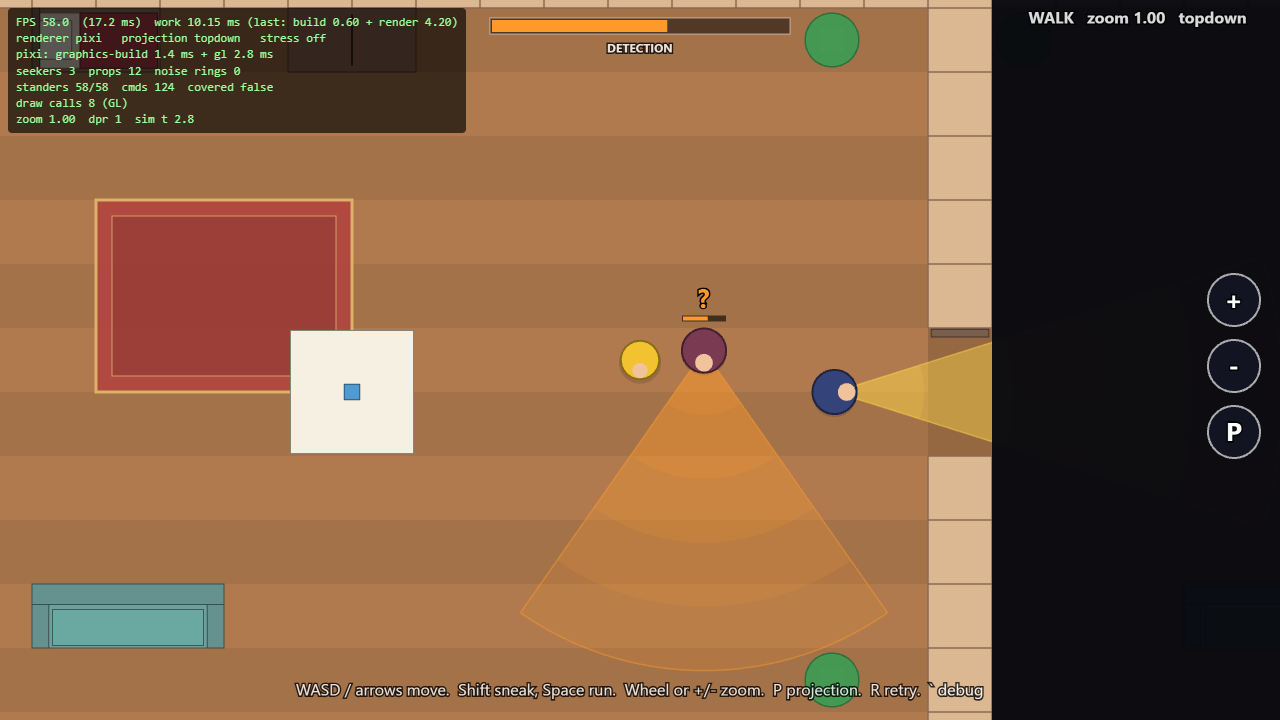 FPS 58.0  (17.2 ms)  work 10.15 ms (last: build 0.60 + render 4.20)
renderer pixi  projection topdown  stress off
pixi: graphics-build 1.4 ms + gl 2.8 ms
seekers 3  props 12  noise rings 0
standers 58/58  cmds 124  covered false
draw calls 8 (GL)
zoom 1.00  dpr 1  sim t 2.8
DETECTION
WALK  zoom 1.00  topdown
?
+
-
P
WASD / arrows move.  Shift sneak, Space run.  Wheel or +/- zoom.  P projection.  R retry.  ` debug